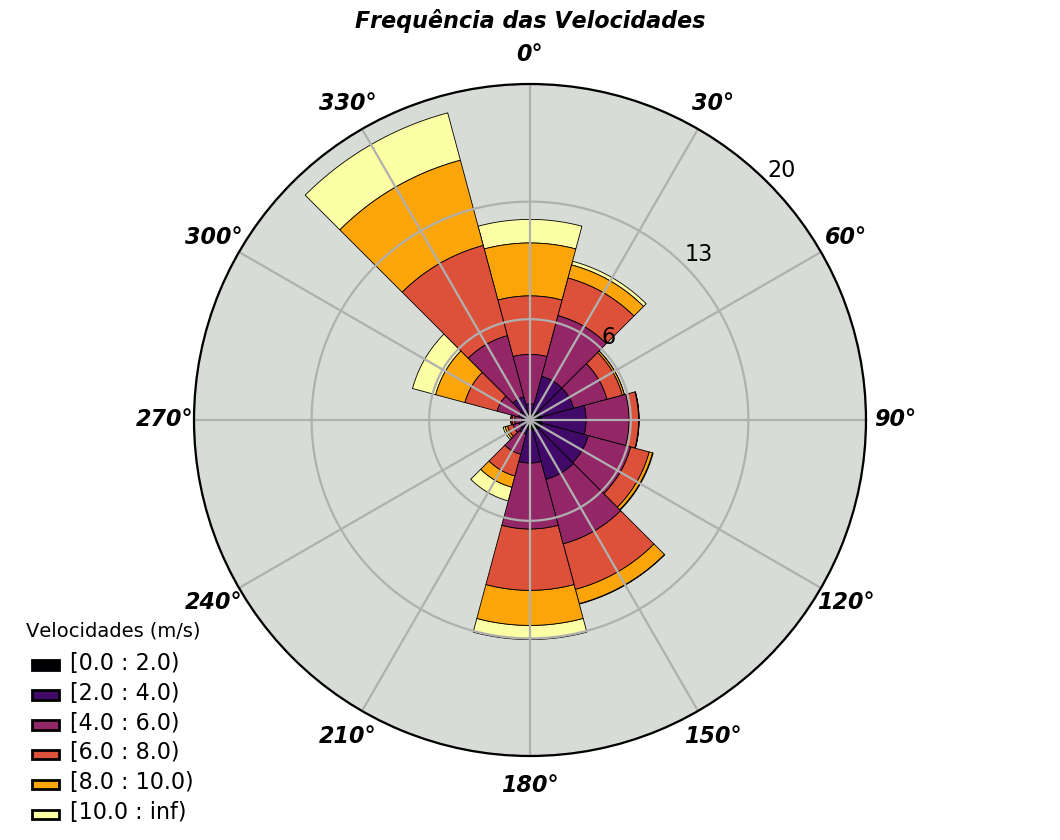 Frequência das Velocidades
0°
330°
30°
20
300°
60°
13
6
270°
90°
240°
120°
210°
150°
180°
Velocidades (m/s)
[0.0 : 2.0)
[2.0 : 4.0)
[4.0 : 6.0)
[6.0 : 8.0)
[8.0 : 10.0)
[10.0 : inf)